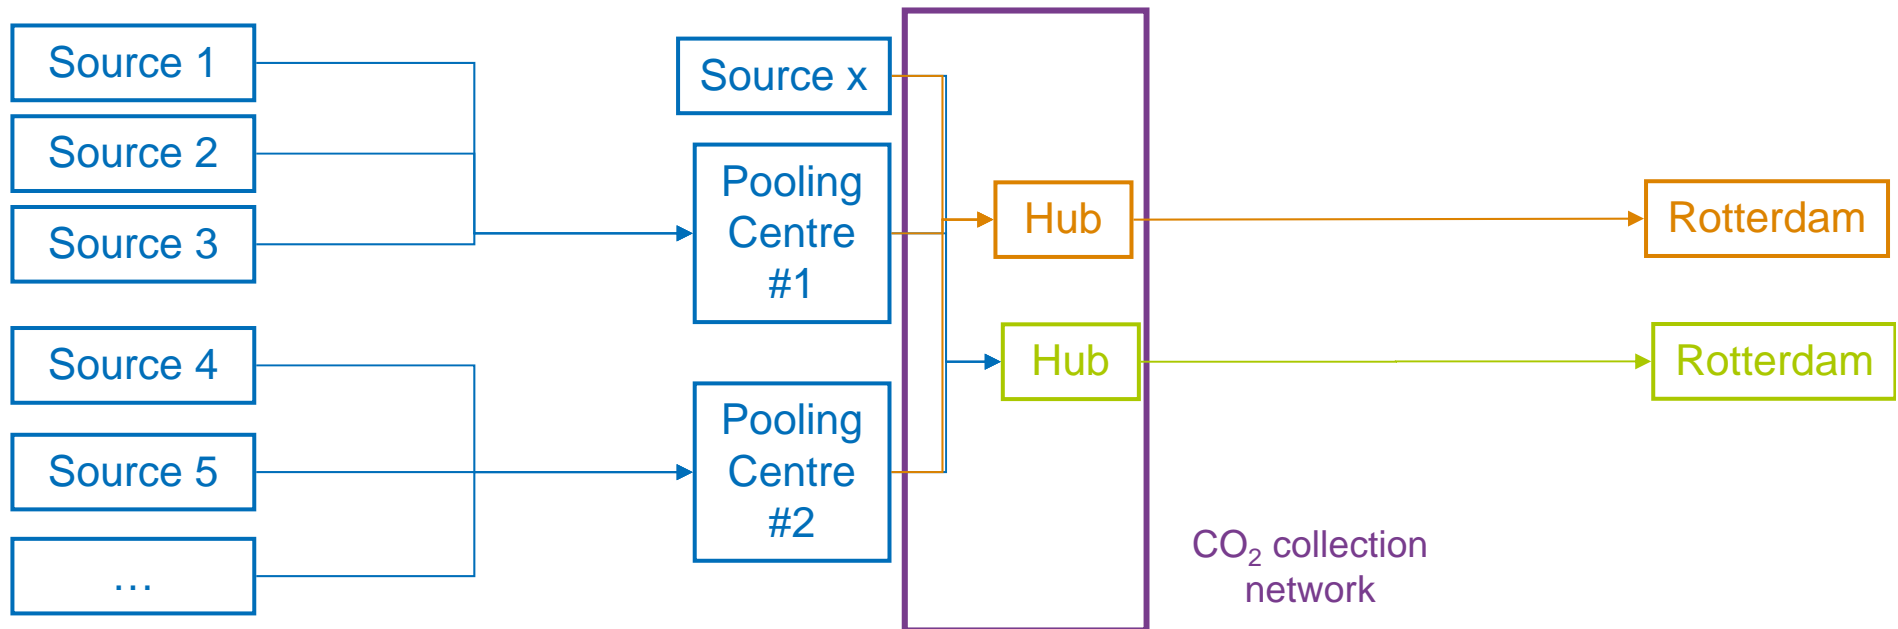 Source 1
Source 2
Source 3
Source 4
Source 5
…
Source x
Pooling
Centre
#1
Pooling
Centre
#2
Hub
Hub
CO₂ collection
network
Rotterdam
Rotterdam